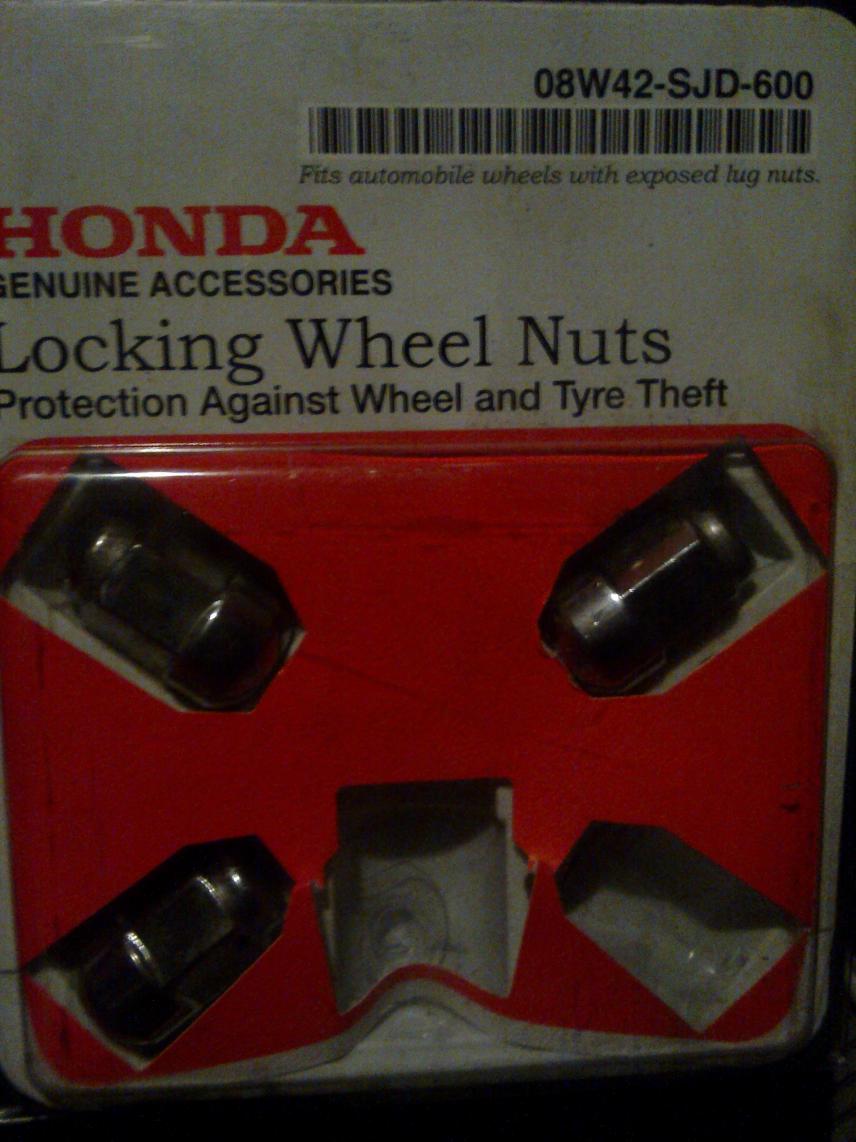 08W42-SJD-600
Fits automobile wheels with exposed lug nuts.
HONDA
GENUINE ACCESSORIES
Locking Wheel Nuts
Protection Against Wheel and Tyre Theft